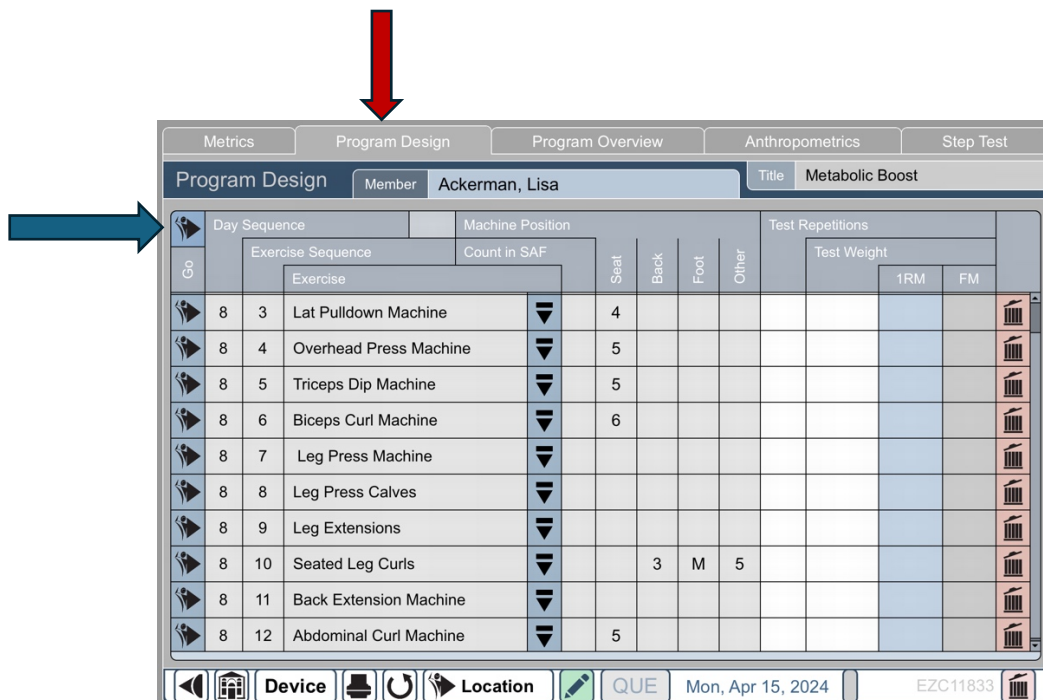 Metrics Program Design Program Overview Anthropometrics Step Test
Program Design Member Ackerman, Lisa Title Metabolic Boost
Day Sequence Machine Position Test Repetitions
Go Exercise Sequence Count in SAF Seat Back Foot Other Test Weight
Exercise 1RM FM
8 3 Lat Pulldown Machine 4
8 4 Overhead Press Machine 5
8 5 Triceps Dip Machine 5
8 6 Biceps Curl Machine 6
8 7 Leg Press Machine
8 8 Leg Press Calves
8 9 Leg Extensions
8 10 Seated Leg Curls 3 M 5
8 11 Back Extension Machine
8 12 Abdominal Curl Machine 5
Device Location QUE Mon, Apr 15, 2024 EZC11833